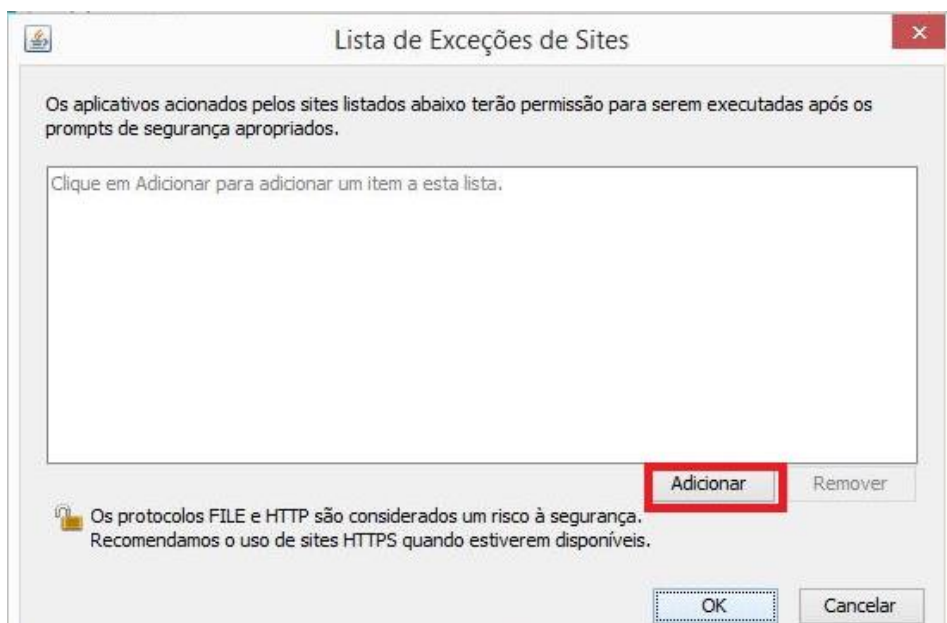 Lista de Exceções de Sites
Os aplicativos acionados pelos sites listados abaixo terão permissão para serem executadas após os
prompts de segurança apropriados.
Clique em Adicionar para adicionar um item a esta lista.
Adicionar
Remover
Os protocolos FILE e HTTP são considerados um risco à segurança.
Recomendamos o uso de sites HTTPS quando estiverem disponíveis.
OK
Cancelar